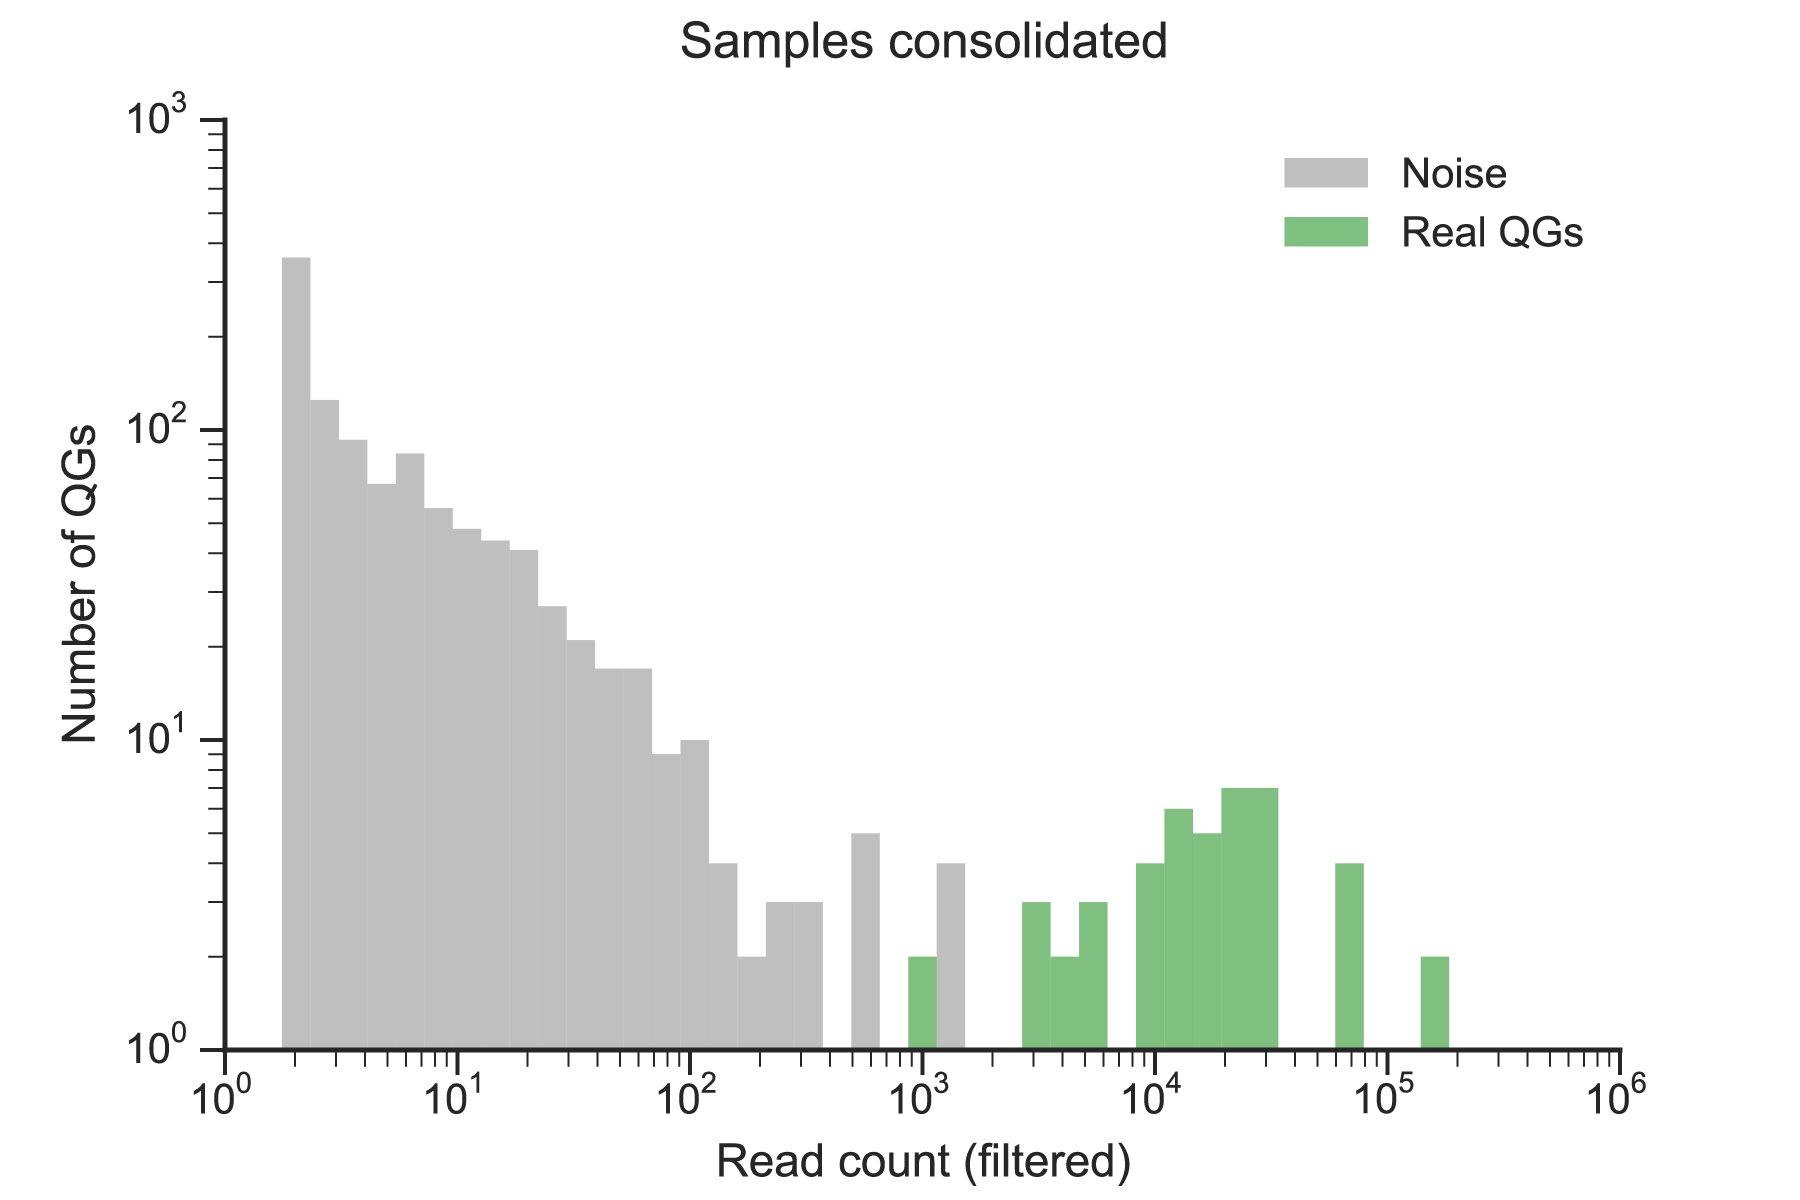 Samples consolidated
Noise
Real QGs
10^3
10^2
10^1
10^0
Number of QGs
10^0 10^1 10^2 10^3 10^4 10^5 10^6
Read count (filtered)